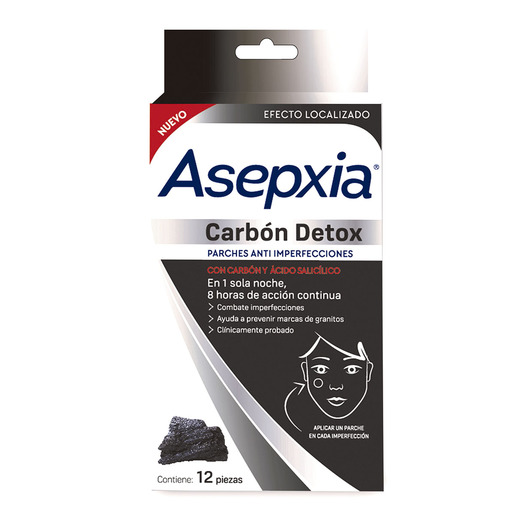 NUEVO
EFECTO LOCALIZADO
Asepxia®
Carbón Detox
PARCHES ANTI IMPERFECCIONES
CON CARBÓN Y ÁCIDO SALICÍLICO
En 1 sola noche,
8 horas de acción continua
> Combate imperfecciones
> Ayuda a prevenir marcas de granitos
> Clínicamente probado
APLICAR UN PARCHE
EN CADA IMPERFECCIÓN
Contiene: 12 piezas